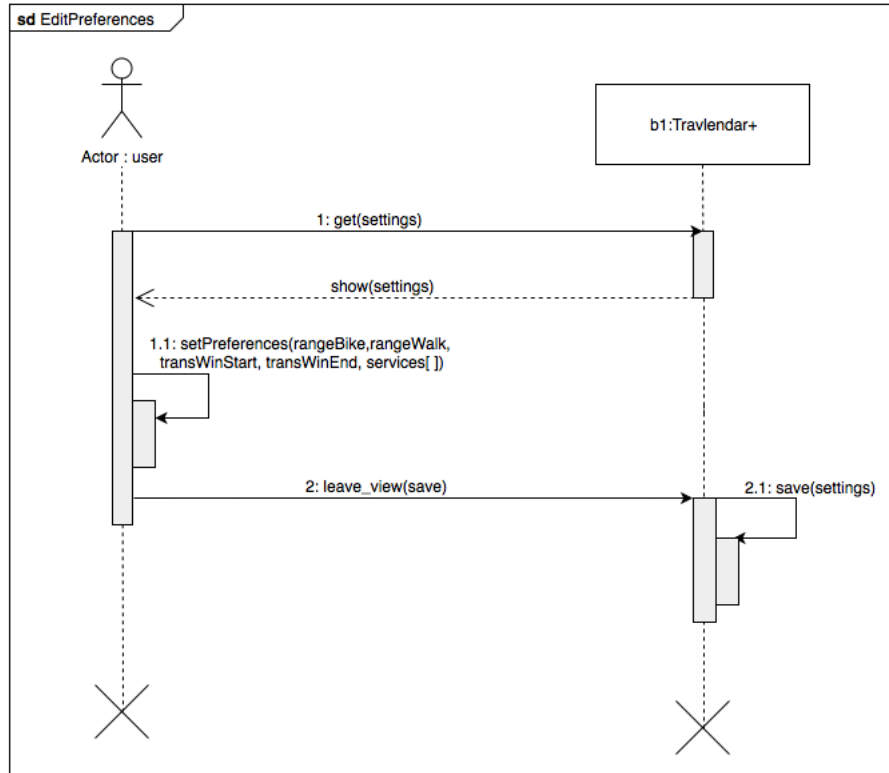 sd EditPreferences
Actor : user
b1:Travlendar+
1: get(settings)
show(settings)
1.1: setPreferences(rangeBike,rangeWalk,
transWinStart, transWinEnd, services[ ])
2: leave_view(save)
2.1: save(settings)